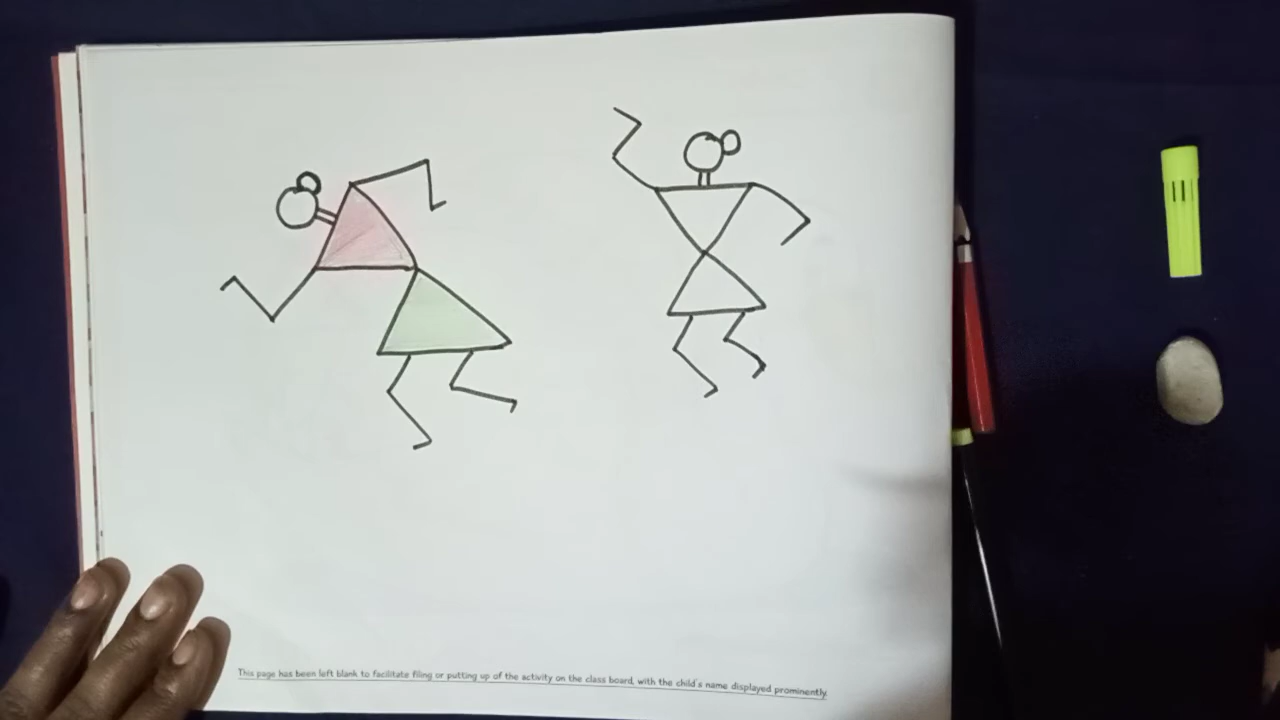 This page has been left blank to facilitate filing or putting up of the activity on the class board, with the child's name displayed prominently.